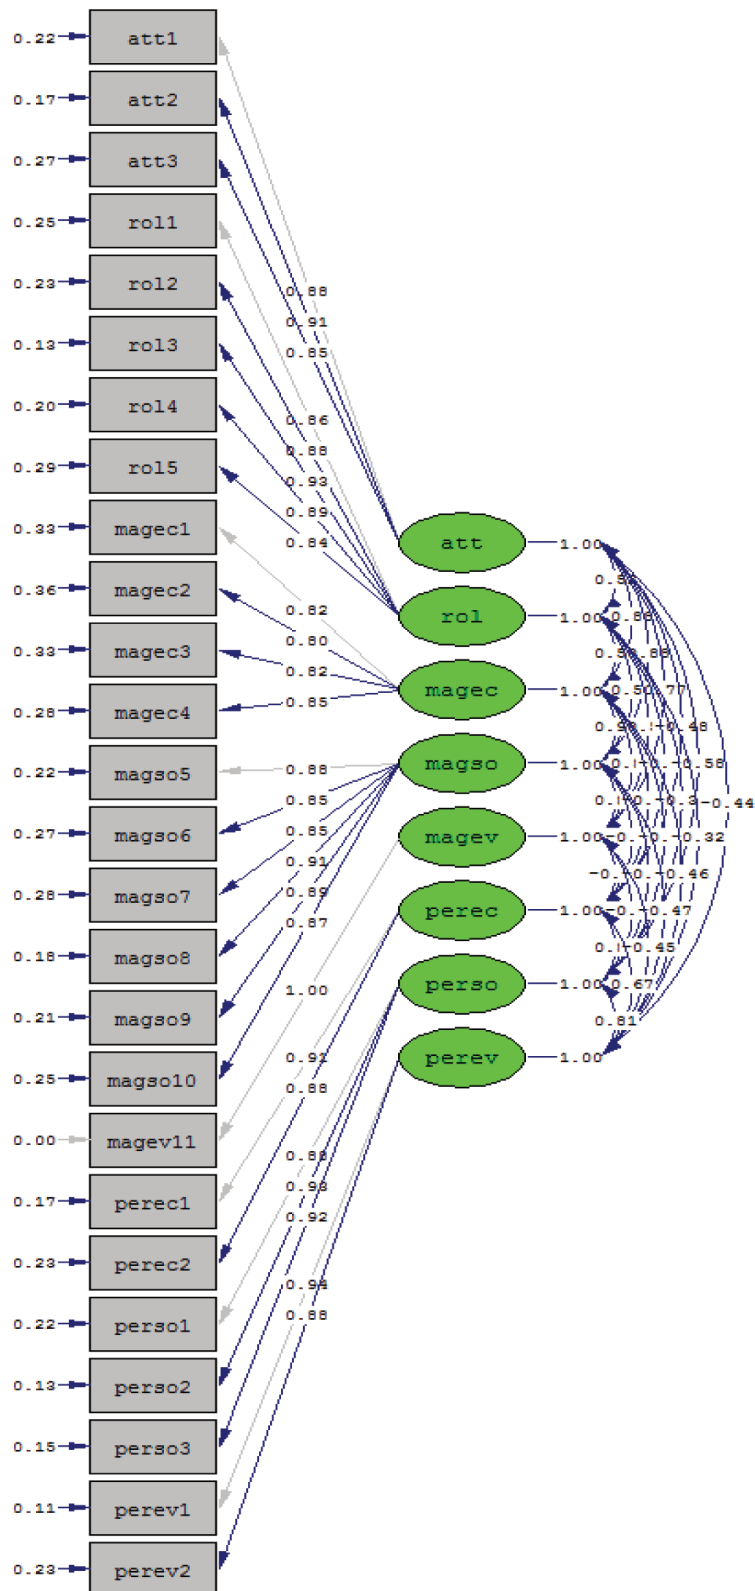 0.22 att1
0.17 att2
0.27 att3
0.25 rol1
0.23 rol2
0.88
0.91
0.13 rol3
0.85
0.20 rol4
0.86
0.88
0.29 rol5
0.93
0.89
0.33 magec1
0.84
att 1.00
0.36 magec2
0.82
rol 1.00 0.86
0.80
0.33 magec3
0.82
0.88
magec 1.00 0.77
0.28 magec4
0.85
-0.48
0.22 magso5
0.88
magso 1.00 -0.58
-0.44
0.27 magso6
0.85
0.85
magev 1.00 -0.32
0.28 magso7
0.91
-0.46
0.89
perec 1.00 -0.47
0.18 magso8
0.87
-0.45
perso 1.00 0.67
0.21 magso9
1.00
0.81
perev 1.00
0.25 magso10
0.91
0.88
0.00 magev11
0.88
0.17 perec1
0.93
0.92
0.23 perec2
0.94
0.22 perso1
0.88
0.13 perso2
0.15 perso3
0.11 perev1
0.23 perev2